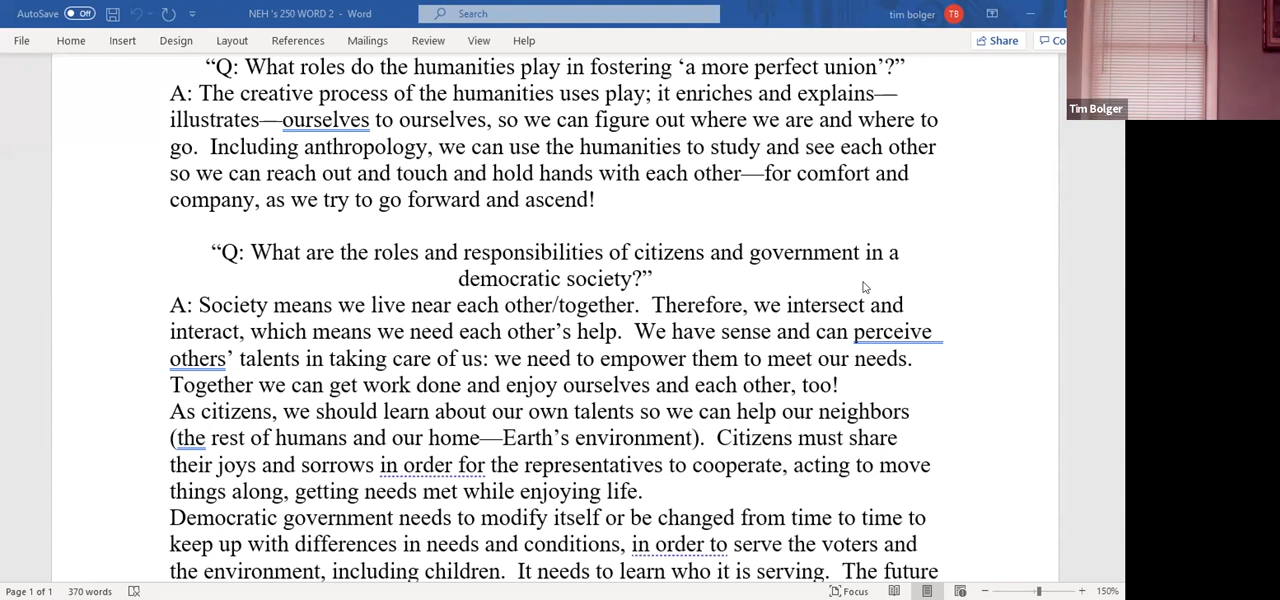 AutoSave Off NEH 's 250 WORD 2 - Word Search tim bolger TB
File Home Insert Design Layout References Mailings Review View Help Share Co
Tim Bolger
“Q: What roles do the humanities play in fostering ‘a more perfect union’?”
A: The creative process of the humanities uses play; it enriches and explains—
illustrates—ourselves to ourselves, so we can figure out where we are and where to
go. Including anthropology, we can use the humanities to study and see each other
so we can reach out and touch and hold hands with each other—for comfort and
company, as we try to go forward and ascend!
“Q: What are the roles and responsibilities of citizens and government in a
democratic society?”
A: Society means we live near each other/together. Therefore, we intersect and
interact, which means we need each other’s help. We have sense and can perceive
others’ talents in taking care of us: we need to empower them to meet our needs.
Together we can get work done and enjoy ourselves and each other, too!
As citizens, we should learn about our own talents so we can help our neighbors
(the rest of humans and our home—Earth’s environment). Citizens must share
their joys and sorrows in order for the representatives to cooperate, acting to move
things along, getting needs met while enjoying life.
Democratic government needs to modify itself or be changed from time to time to
keep up with differences in needs and conditions, in order to serve the voters and
the environment, including children. It needs to learn who it is serving. The future
Page 1 of 1 370 words Focus 150%